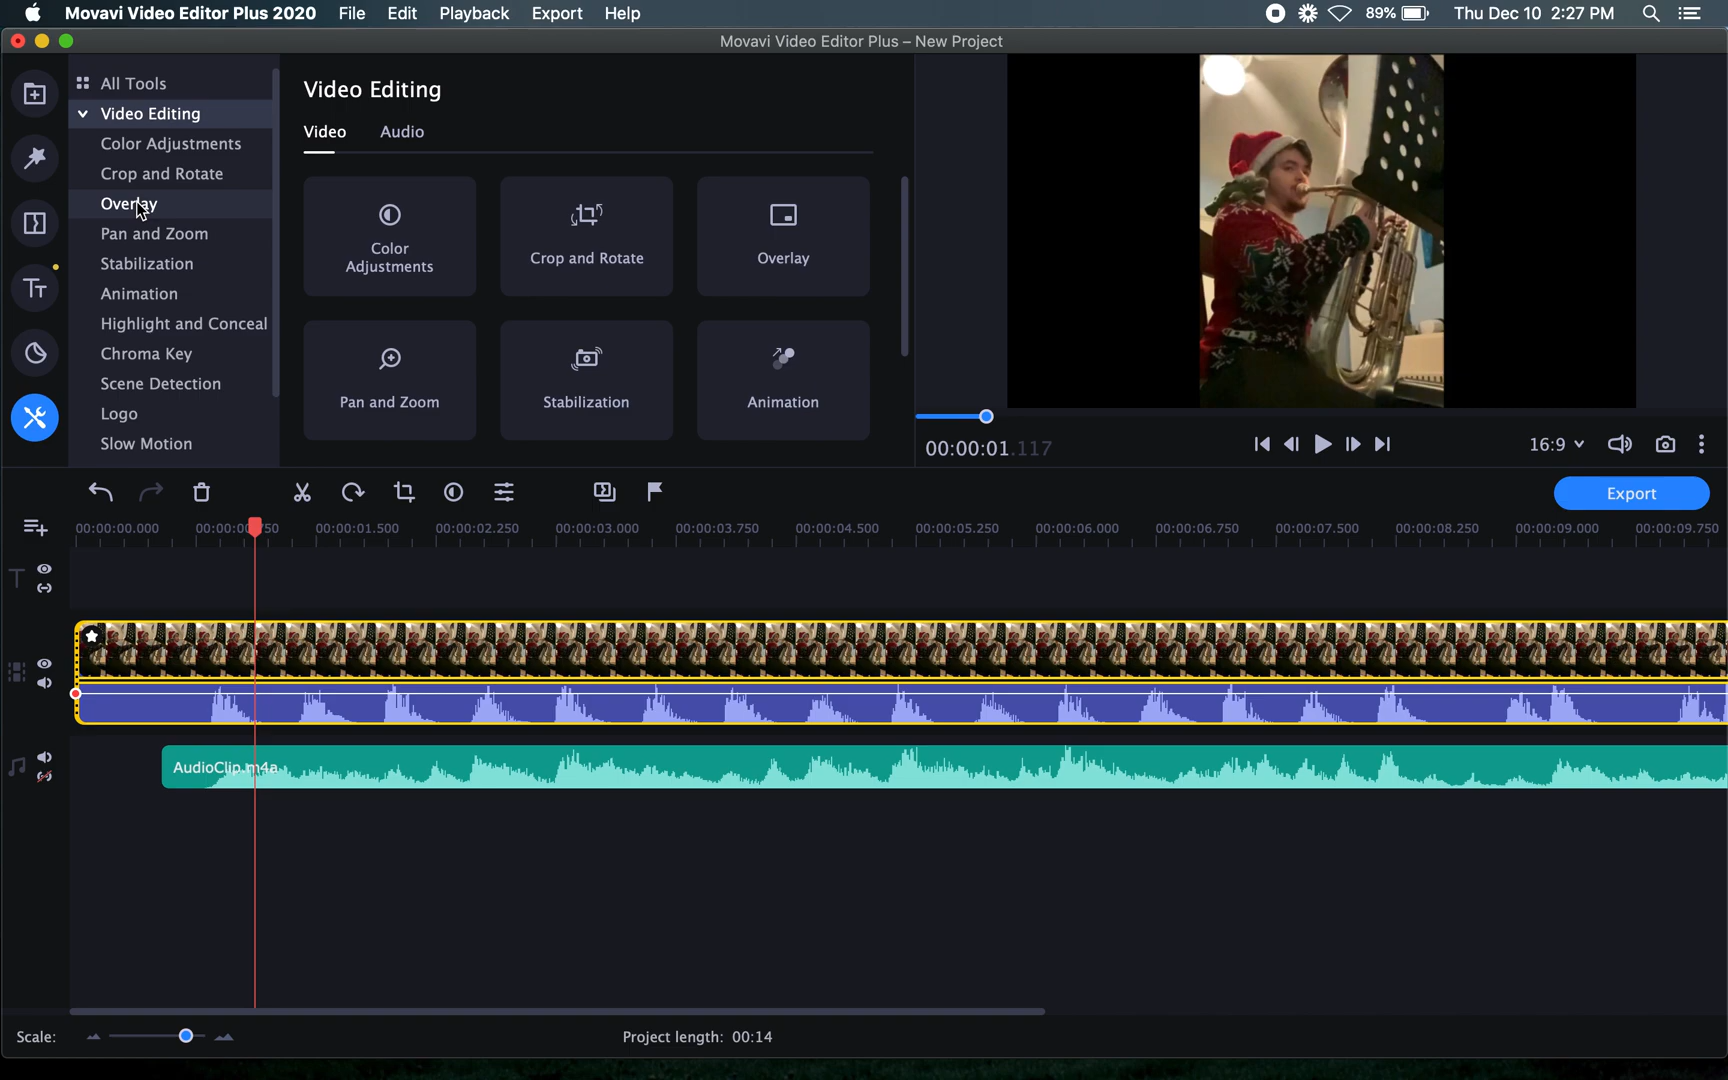 Movavi Video Editor Plus 2020 File Edit Playback Export Help 89% Thu Dec 10 2:27 PM
Movavi Video Editor Plus – New Project
All Tools
Video Editing
Color Adjustments
Crop and Rotate
Overlay
Pan and Zoom
Stabilization
Animation
Highlight and Conceal
Chroma Key
Scene Detection
Logo
Slow Motion
Video Editing
Video Audio
Color
Adjustments
Crop and Rotate
Overlay
Pan and Zoom
Stabilization
Animation
00:00:01.117
16:9
Export
00:00:00.000 00:00:00.750 00:00:01.500 00:00:02.250 00:00:03.000 00:00:03.750 00:00:04.500 00:00:05.250 00:00:06.000 00:00:06.750 00:00:07.500 00:00:08.250 00:00:09.000 00:00:09.750
AudioClip.m4a
Scale:
Project length: 00:14